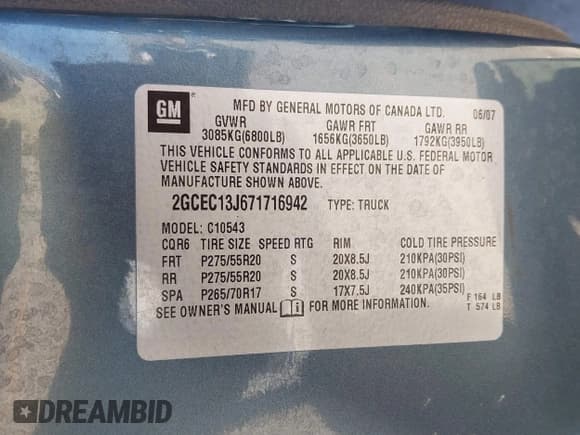 GM
MFD BY GENERAL MOTORS OF CANADA LTD. 06/07
GVWR GAWR FRT GAWR RR
3085KG(6800LB) 1656KG(3650LB) 1792KG(3950LB)
THIS VEHICLE CONFORMS TO ALL APPLICABLE U.S. FEDERAL MOTOR
VEHICLE SAFETY STANDARDS IN EFFECT ON THE DATE OF
MANUFACTURE SHOWN ABOVE.
2GCEC13J671716942 TYPE: TRUCK
MODEL: C10543
CQR6 TIRE SIZE SPEED RTG RIM COLD TIRE PRESSURE
FRT P275/55R20 S 20X8.5J 210KPA(30PSI)
RR P275/55R20 S 20X8.5J 210KPA(30PSI)
SPA P265/70R17 S 17X7.5J 240KPA(35PSI)
SEE OWNER'S MANUAL i FOR MORE INFORMATION.
F 164 LB
T 574 LB
DREAMBID